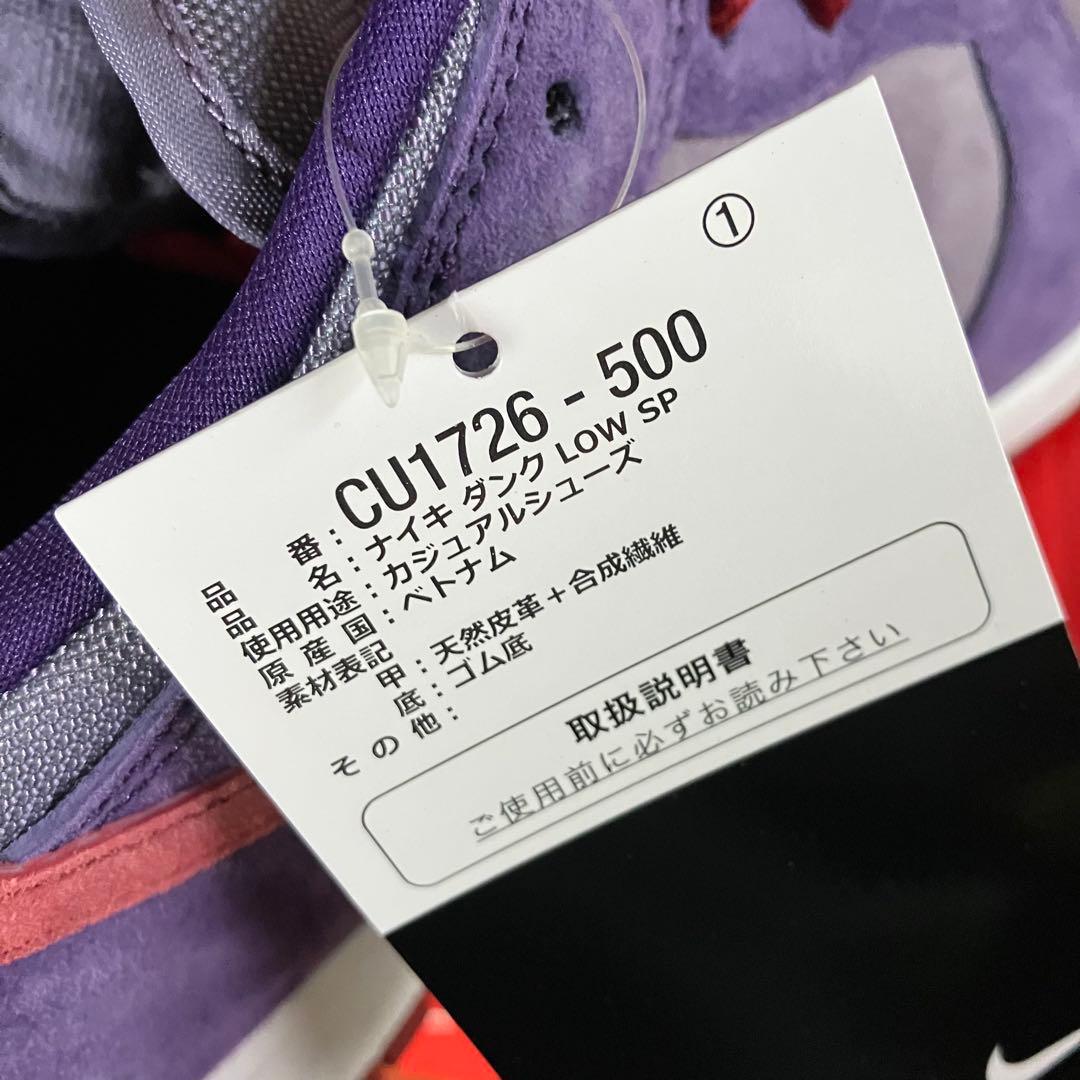 ①
品番：CU1726 - 500
品名：ナイキ ダンク LOW SP
使用用途：カジュアルシューズ
原産国：ベトナム
素材表記 甲：天然皮革＋合成繊維
底：ゴム底
その他：
取扱説明書
ご使用前に必ずお読み下さい